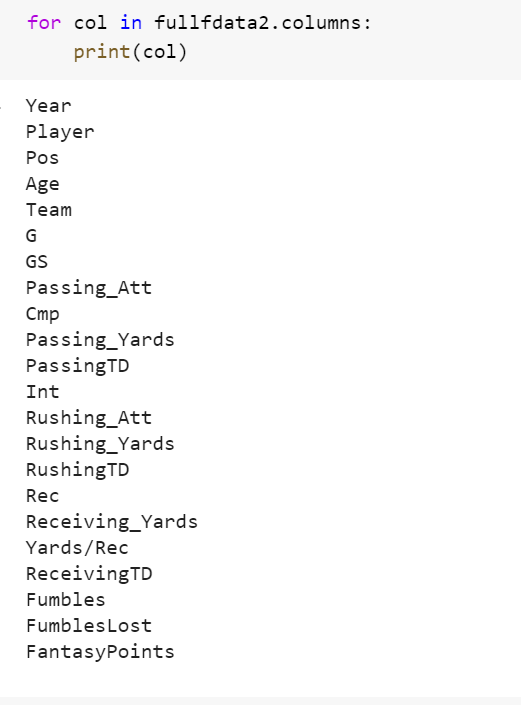 for col in fullfdata2.columns:
    print(col)
Year
Player
Pos
Age
Team
G
GS
Passing_Att
Cmp
Passing_Yards
PassingTD
Int
Rushing_Att
Rushing_Yards
RushingTD
Rec
Receiving_Yards
Yards/Rec
ReceivingTD
Fumbles
FumblesLost
FantasyPoints